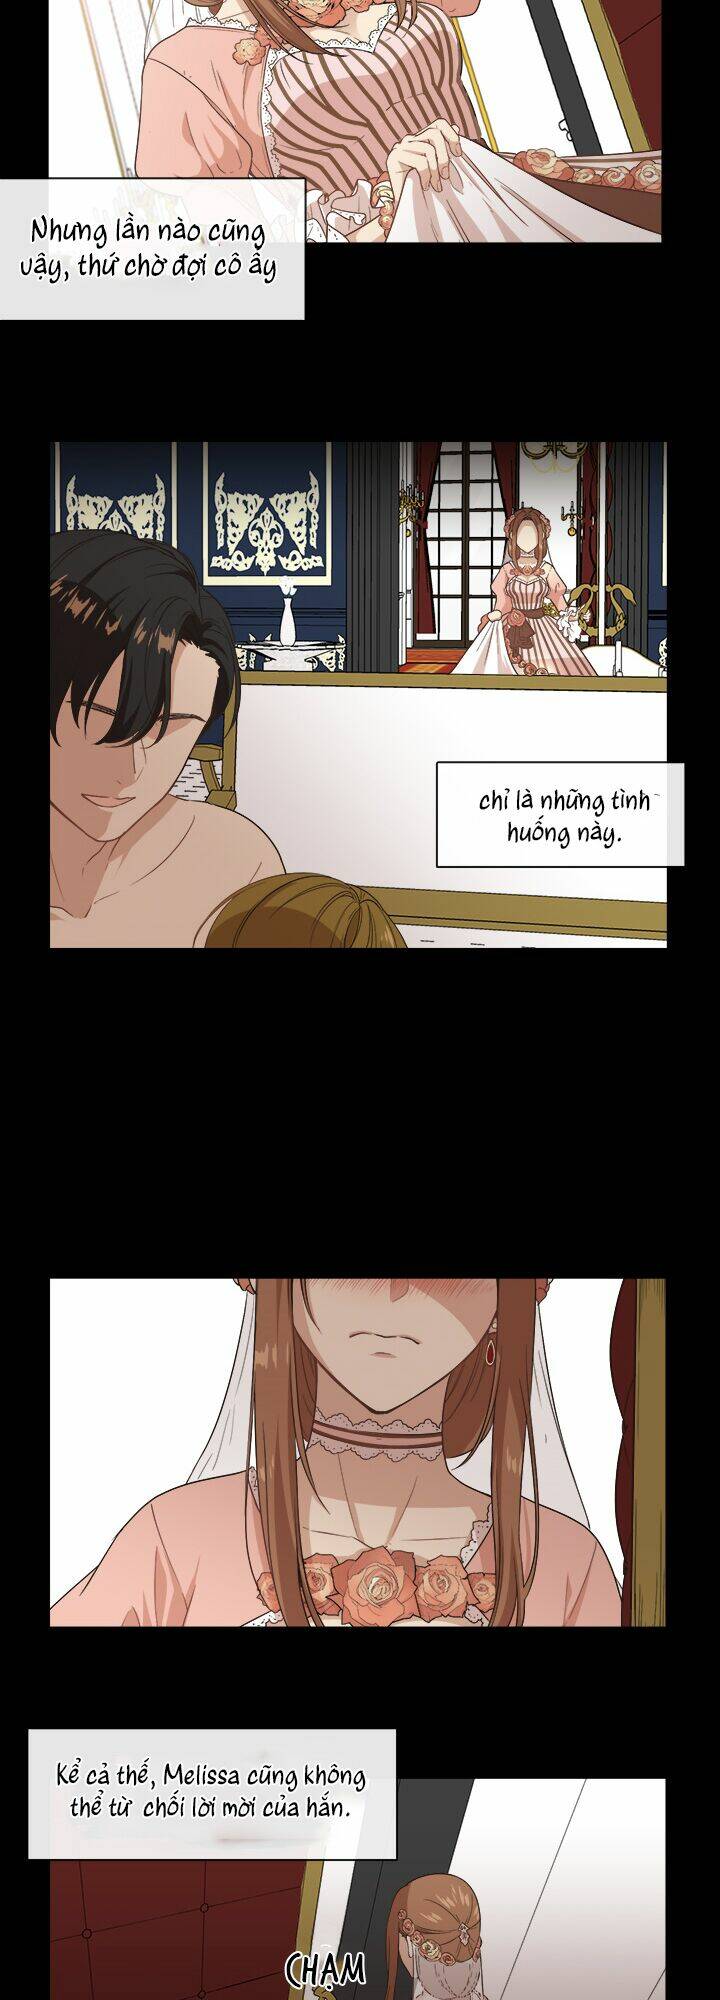 Nhưng lần nào cũng
vậy, thứ chờ đợi cô ấy
chỉ là những tình
huống này.
Kể cả thế, Melissa cũng không
thể từ chối lời mời của hắn.
CHẠM